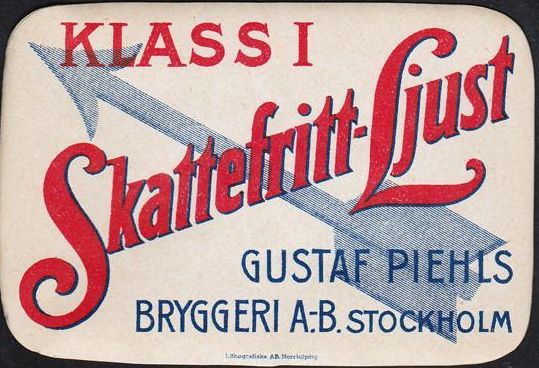 KLASS I
Skattefritt-Ljust
GUSTAF PIEHLS
BRYGGERI A.-B. STOCKHOLM
Lithografiska AB. Norrköping